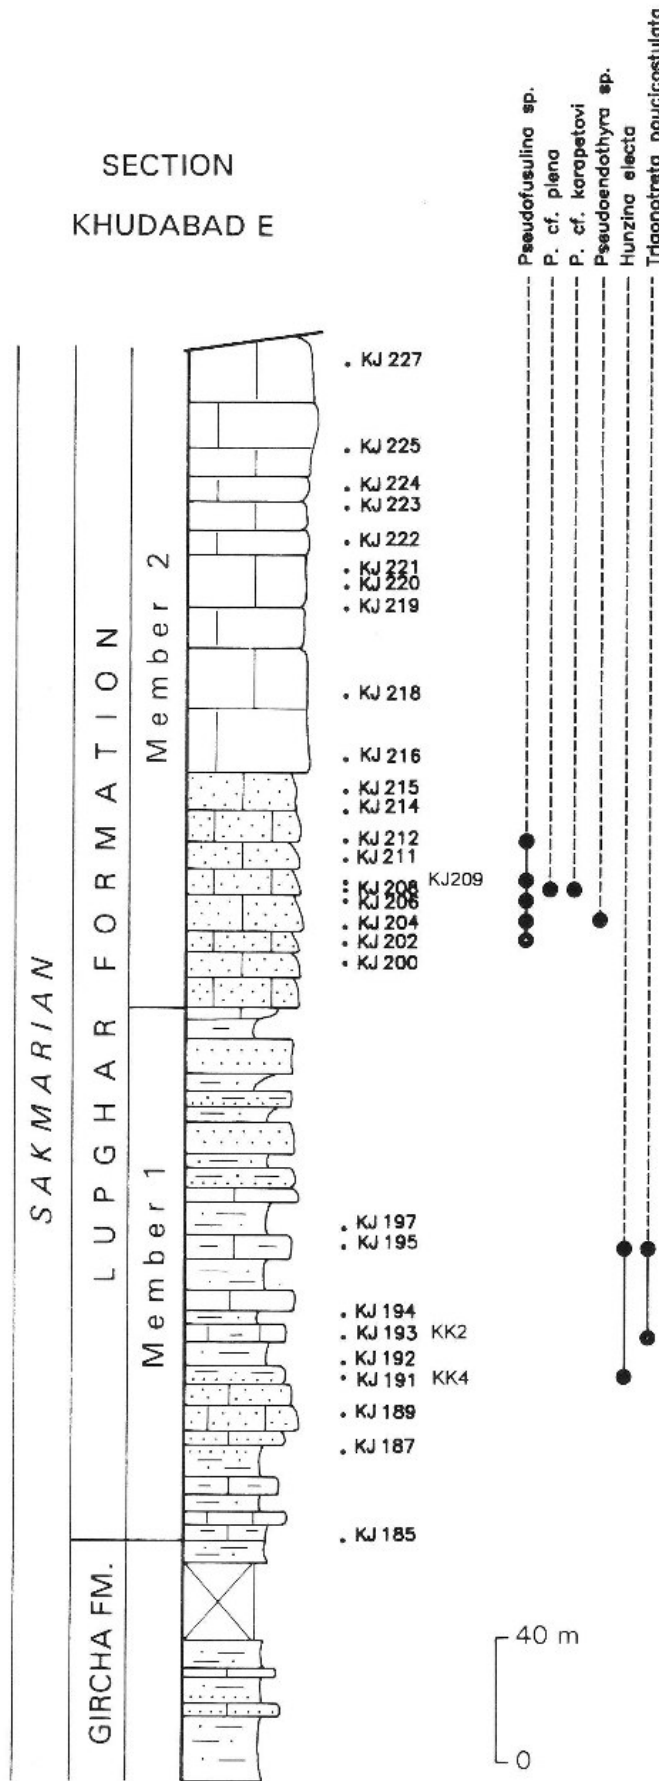 SECTION
KHUDABAD E
Pseudofusulina sp.
P. cf. plena
P. cf. karapetovi
Pseudoendothyra sp.
Hunzina electa
Trigonotreta paucicostulata
KJ 227
KJ 225
KJ 224
KJ 223
KJ 222
KJ 221
KJ 220
KJ 219
KJ 218
KJ 216
KJ 215
KJ 214
KJ 212
KJ 211
KJ209
KJ 208
KJ 206
KJ 204
KJ 202
KJ 200
KJ 197
KJ 195
KJ 194
KJ 193 KK2
KJ 192
KJ 191 KK4
KJ 189
KJ 187
KJ 185
SAKMARIAN
LUPGHAR FORMATION
Member 2
Member 1
GIRCHA FM.
40 m
0